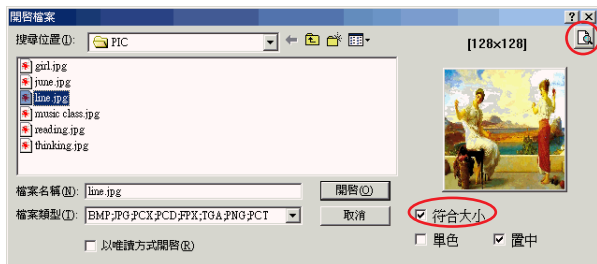 開啓檔案
搜尋位置(I): PIC
[128×128]
girl.jpg
june.jpg
line.jpg
music class.jpg
reading.jpg
thinking.jpg
檔案名稱(N): line.jpg 開啓(O)
檔案類型(T): BMP;JPG;PCX;PCD;FPX;TGA;PNG;PCT 取消
符合大小
以唯讀方式開啓(R) 單色 置中